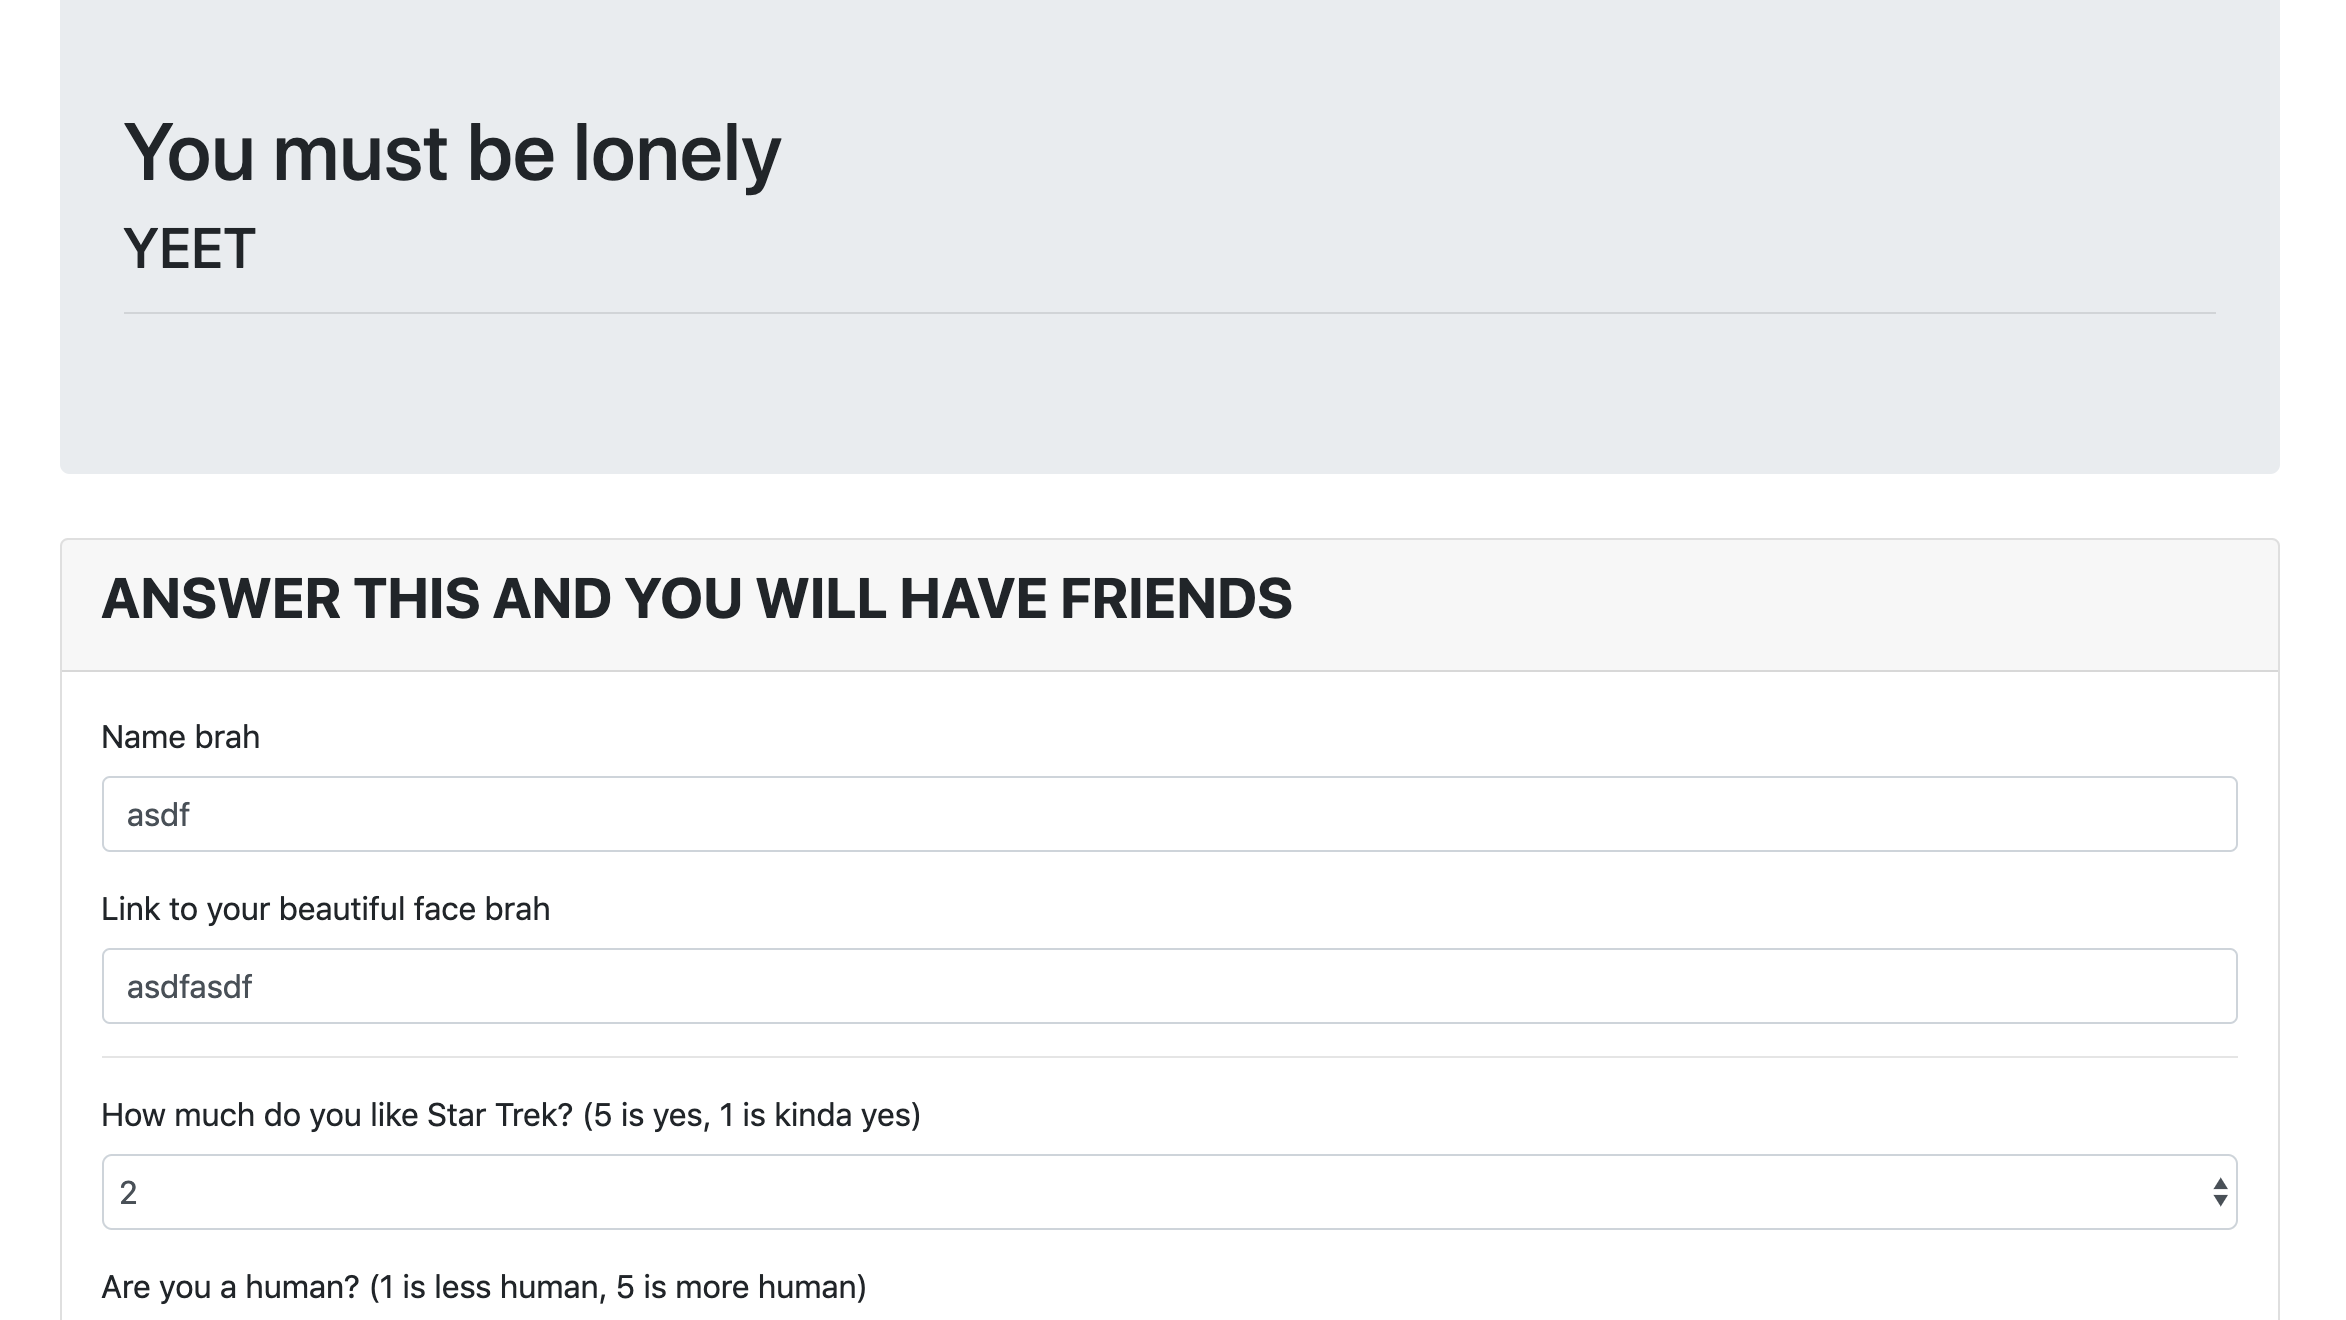 You must be lonely
YEET
ANSWER THIS AND YOU WILL HAVE FRIENDS
Name brah
asdf
Link to your beautiful face brah
asdfasdf
How much do you like Star Trek? (5 is yes, 1 is kinda yes)
2
Are you a human? (1 is less human, 5 is more human)